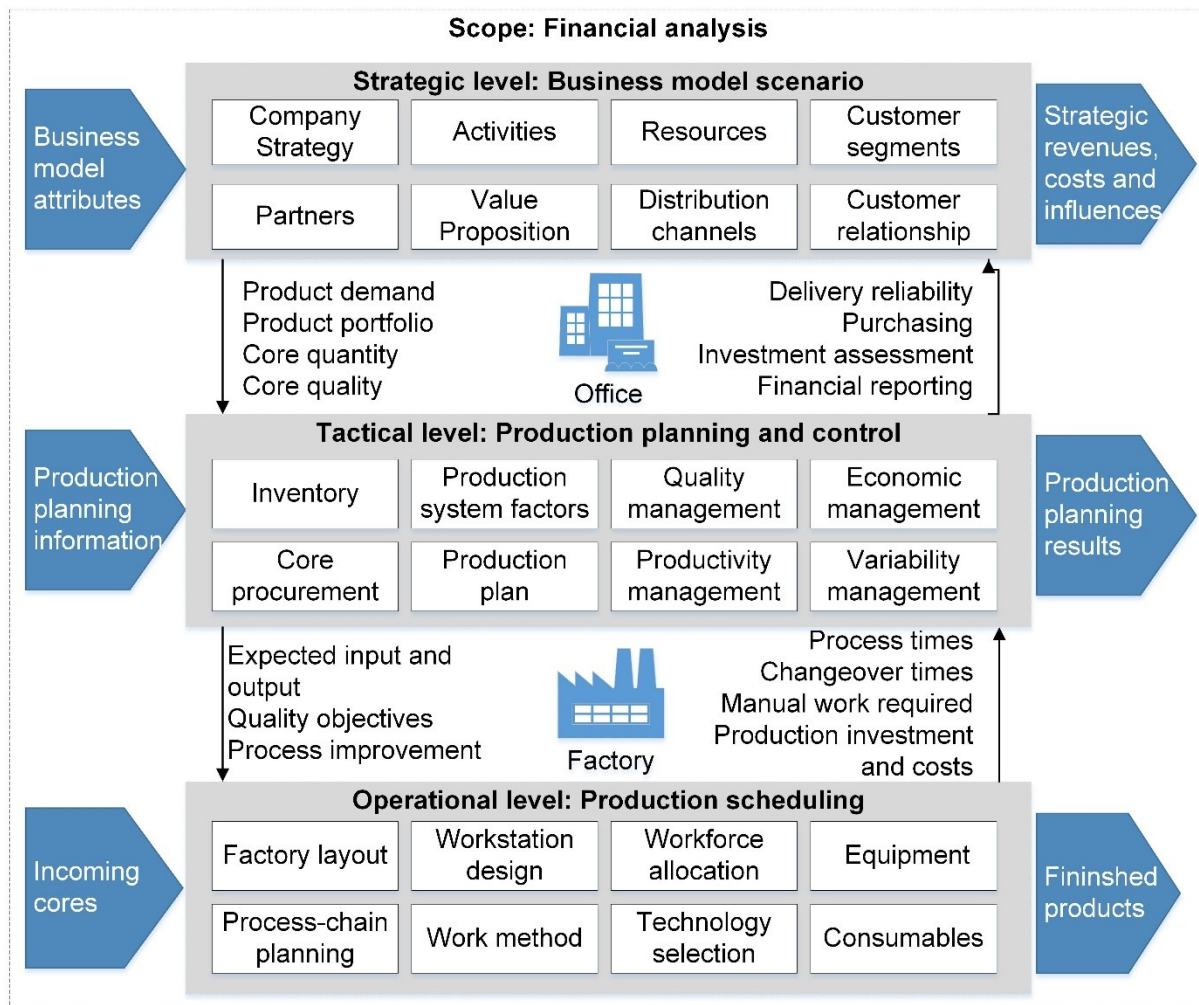 Scope: Financial analysis
Strategic level: Business model scenario
Business
model
attributes
Company
Strategy
Activities
Resources
Customer
segments
Partners
Value
Proposition
Distribution
channels
Customer
relationship
Strategic
revenues,
costs and
influences
Product demand
Product portfolio
Core quantity
Core quality
Office
Delivery reliability
Purchasing
Investment assessment
Financial reporting
Tactical level: Production planning and control
Production
planning
information
Inventory
Production
system factors
Quality
management
Economic
management
Core
procurement
Production
plan
Productivity
management
Variability
management
Production
planning
results
Expected input and
output
Quality objectives
Process improvement
Factory
Process times
Changeover times
Manual work required
Production investment
and costs
Operational level: Production scheduling
Incoming
cores
Factory layout
Workstation
design
Workforce
allocation
Equipment
Process-chain
planning
Work method
Technology
selection
Consumables
Fininshed
products